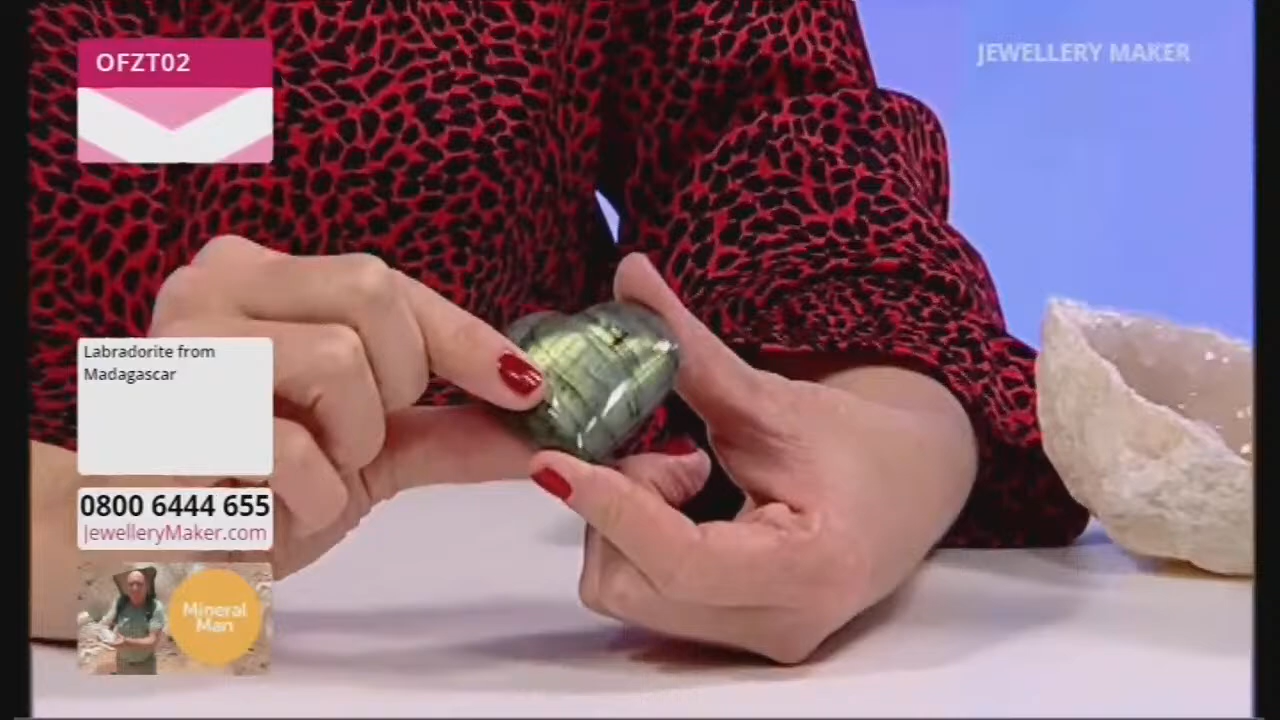 OFZT02
JEWELLERY MAKER
Labradorite from
Madagascar
0800 6444 655
JewelleryMaker.com
Mineral
Man